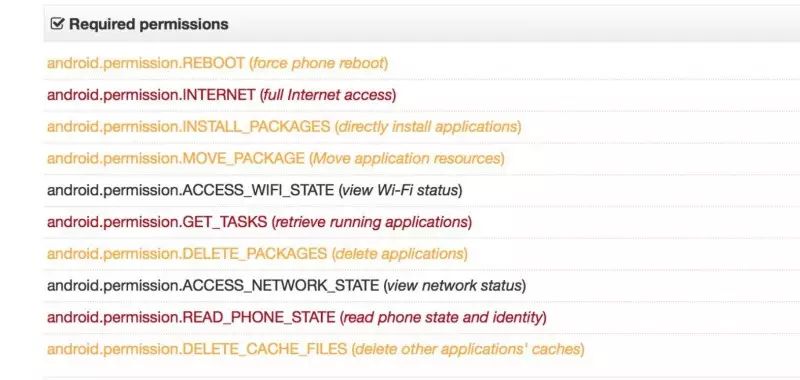 Required permissions
android.permission.REBOOT (force phone reboot)
android.permission.INTERNET (full Internet access)
android.permission.INSTALL_PACKAGES (directly install applications)
android.permission.MOVE_PACKAGE (Move application resources)
android.permission.ACCESS_WIFI_STATE (view Wi-Fi status)
android.permission.GET_TASKS (retrieve running applications)
android.permission.DELETE_PACKAGES (delete applications)
android.permission.ACCESS_NETWORK_STATE (view network status)
android.permission.READ_PHONE_STATE (read phone state and identity)
android.permission.DELETE_CACHE_FILES (delete other applications' caches)